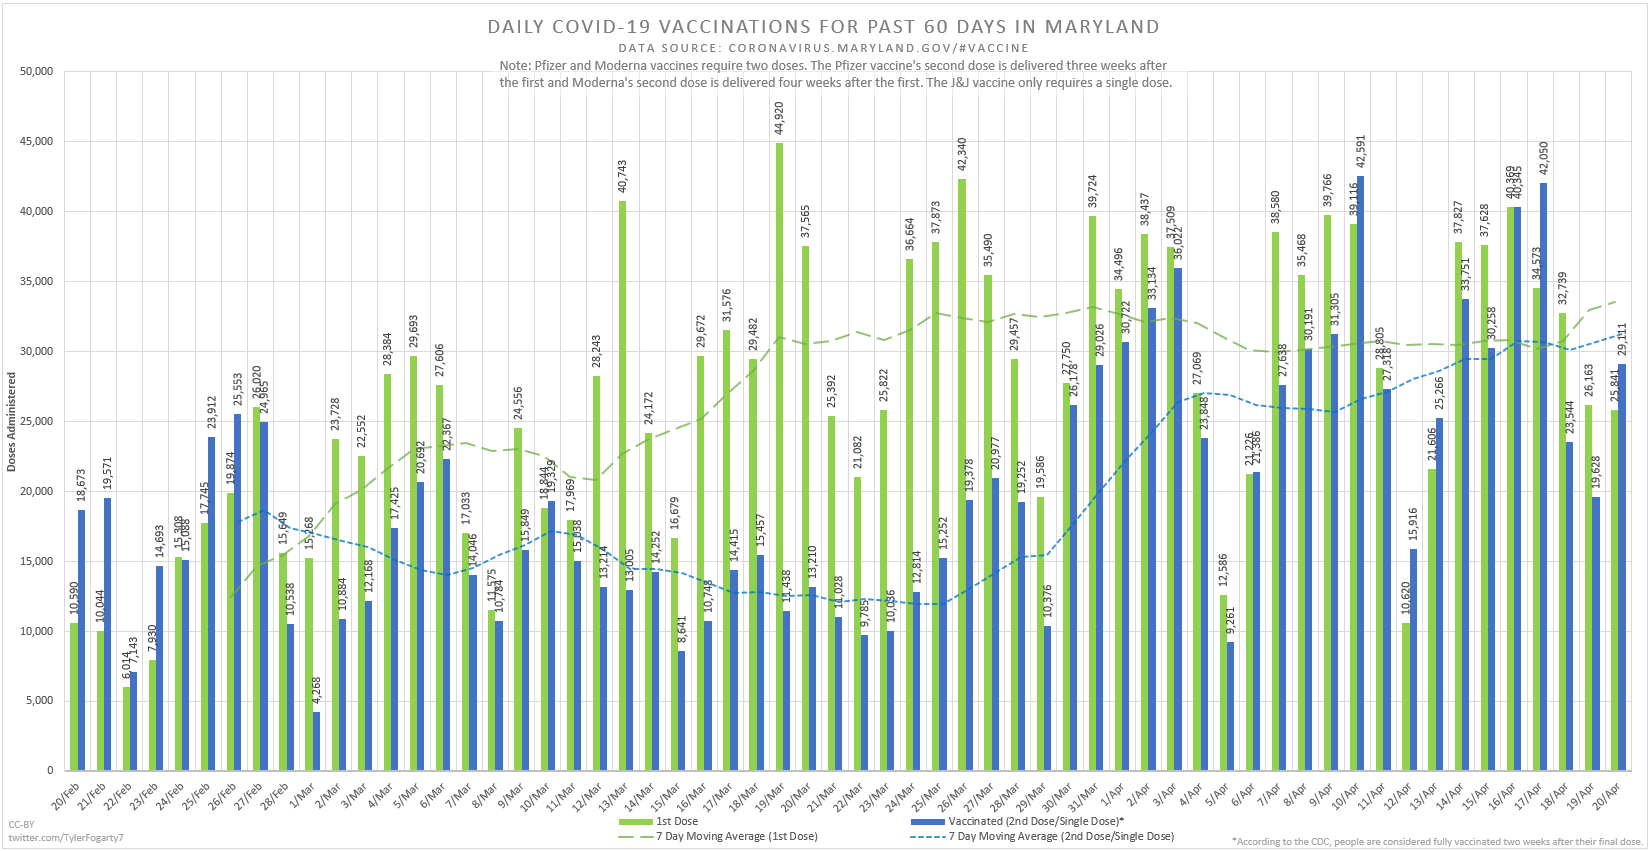 DAILY COVID-19 VACCINATIONS FOR PAST 60 DAYS IN MARYLAND
DATA SOURCE: CORONAVIRUS.MARYLAND.GOV/#VACCINE
Note: Pfizer and Moderna vaccines require two doses. The Pfizer vaccine's second dose is delivered three weeks after
the first and Moderna's second dose is delivered four weeks after the first. The J&J vaccine only requires a single dose.
Doses Administered
50,000
45,000
40,000
35,000
30,000
25,000
20,000
15,000
10,000
5,000
0
10,590
18,673
10,044
19,571
6,014
7,143
7,930
14,693
15,308
15,088
17,745
23,912
19,874
25,553
26,020
24,965
15,649
10,538
15,268
4,268
23,728
10,884
22,552
12,168
28,384
17,425
29,693
20,692
27,606
22,367
17,033
14,046
11,575
10,784
24,556
15,849
18,844
19,329
17,969
15,038
28,243
13,214
40,743
13,005
24,172
14,252
16,679
8,641
29,672
10,748
31,576
14,415
29,482
15,457
44,920
11,438
37,565
13,210
25,392
11,028
21,082
9,785
25,822
10,036
36,664
12,814
37,873
15,252
42,340
19,378
35,490
20,977
29,457
19,252
19,586
10,376
27,750
26,178
39,724
29,026
34,496
30,722
38,437
33,134
37,509
36,022
27,069
23,848
12,586
9,261
21,226
21,386
38,580
27,638
35,468
30,191
39,766
31,305
39,116
42,591
28,805
27,318
10,620
15,916
21,606
25,266
37,827
33,751
37,628
30,258
40,369
40,345
34,573
42,050
32,739
23,544
26,163
19,628
25,841
29,111
20/Feb
21/Feb
22/Feb
23/Feb
24/Feb
25/Feb
26/Feb
27/Feb
28/Feb
1/Mar
2/Mar
3/Mar
4/Mar
5/Mar
6/Mar
7/Mar
8/Mar
9/Mar
10/Mar
11/Mar
12/Mar
13/Mar
14/Mar
15/Mar
16/Mar
17/Mar
18/Mar
19/Mar
20/Mar
21/Mar
22/Mar
23/Mar
24/Mar
25/Mar
26/Mar
27/Mar
28/Mar
29/Mar
30/Mar
31/Mar
1/Apr
2/Apr
3/Apr
4/Apr
5/Apr
6/Apr
7/Apr
8/Apr
9/Apr
10/Apr
11/Apr
12/Apr
13/Apr
14/Apr
15/Apr
16/Apr
17/Apr
18/Apr
19/Apr
20/Apr
1st Dose
Vaccinated (2nd Dose/Single Dose)*
7 Day Moving Average (1st Dose)
7 Day Moving Average (2nd Dose/Single Dose)
CC-BY
twitter.com/TylerFogarty7
*According to the CDC, people are considered fully vaccinated two weeks after their final dose.